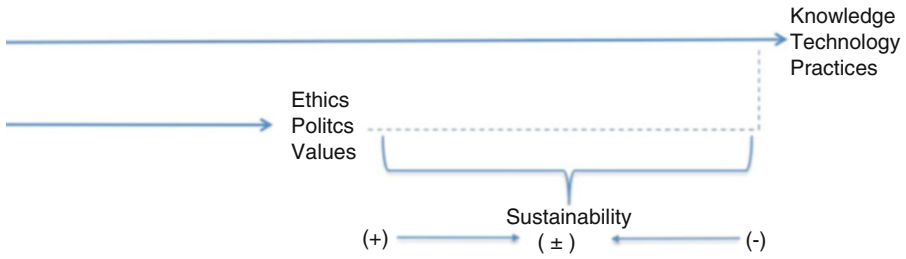 Knowledge
Technology
Practices
Ethics
Politcs
Values
Sustainability
(+) ( ± ) (-)